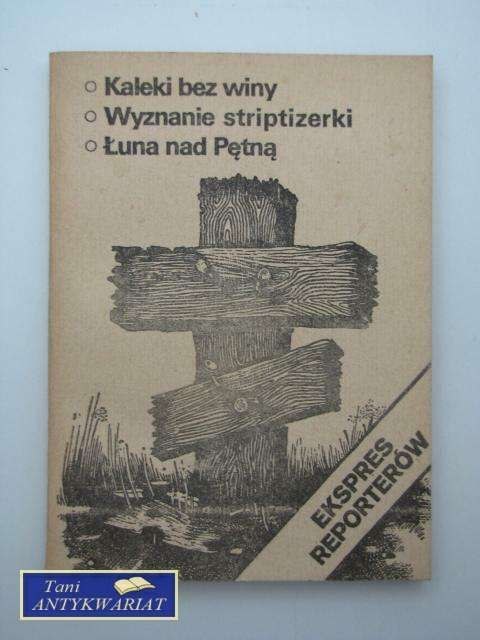 ○ Kaleki bez winy
○ Wyznanie striptizerki
○ Łuna nad Pętną
EKSPRES
REPORTERÓW
Tani
ANTYKWARIAT